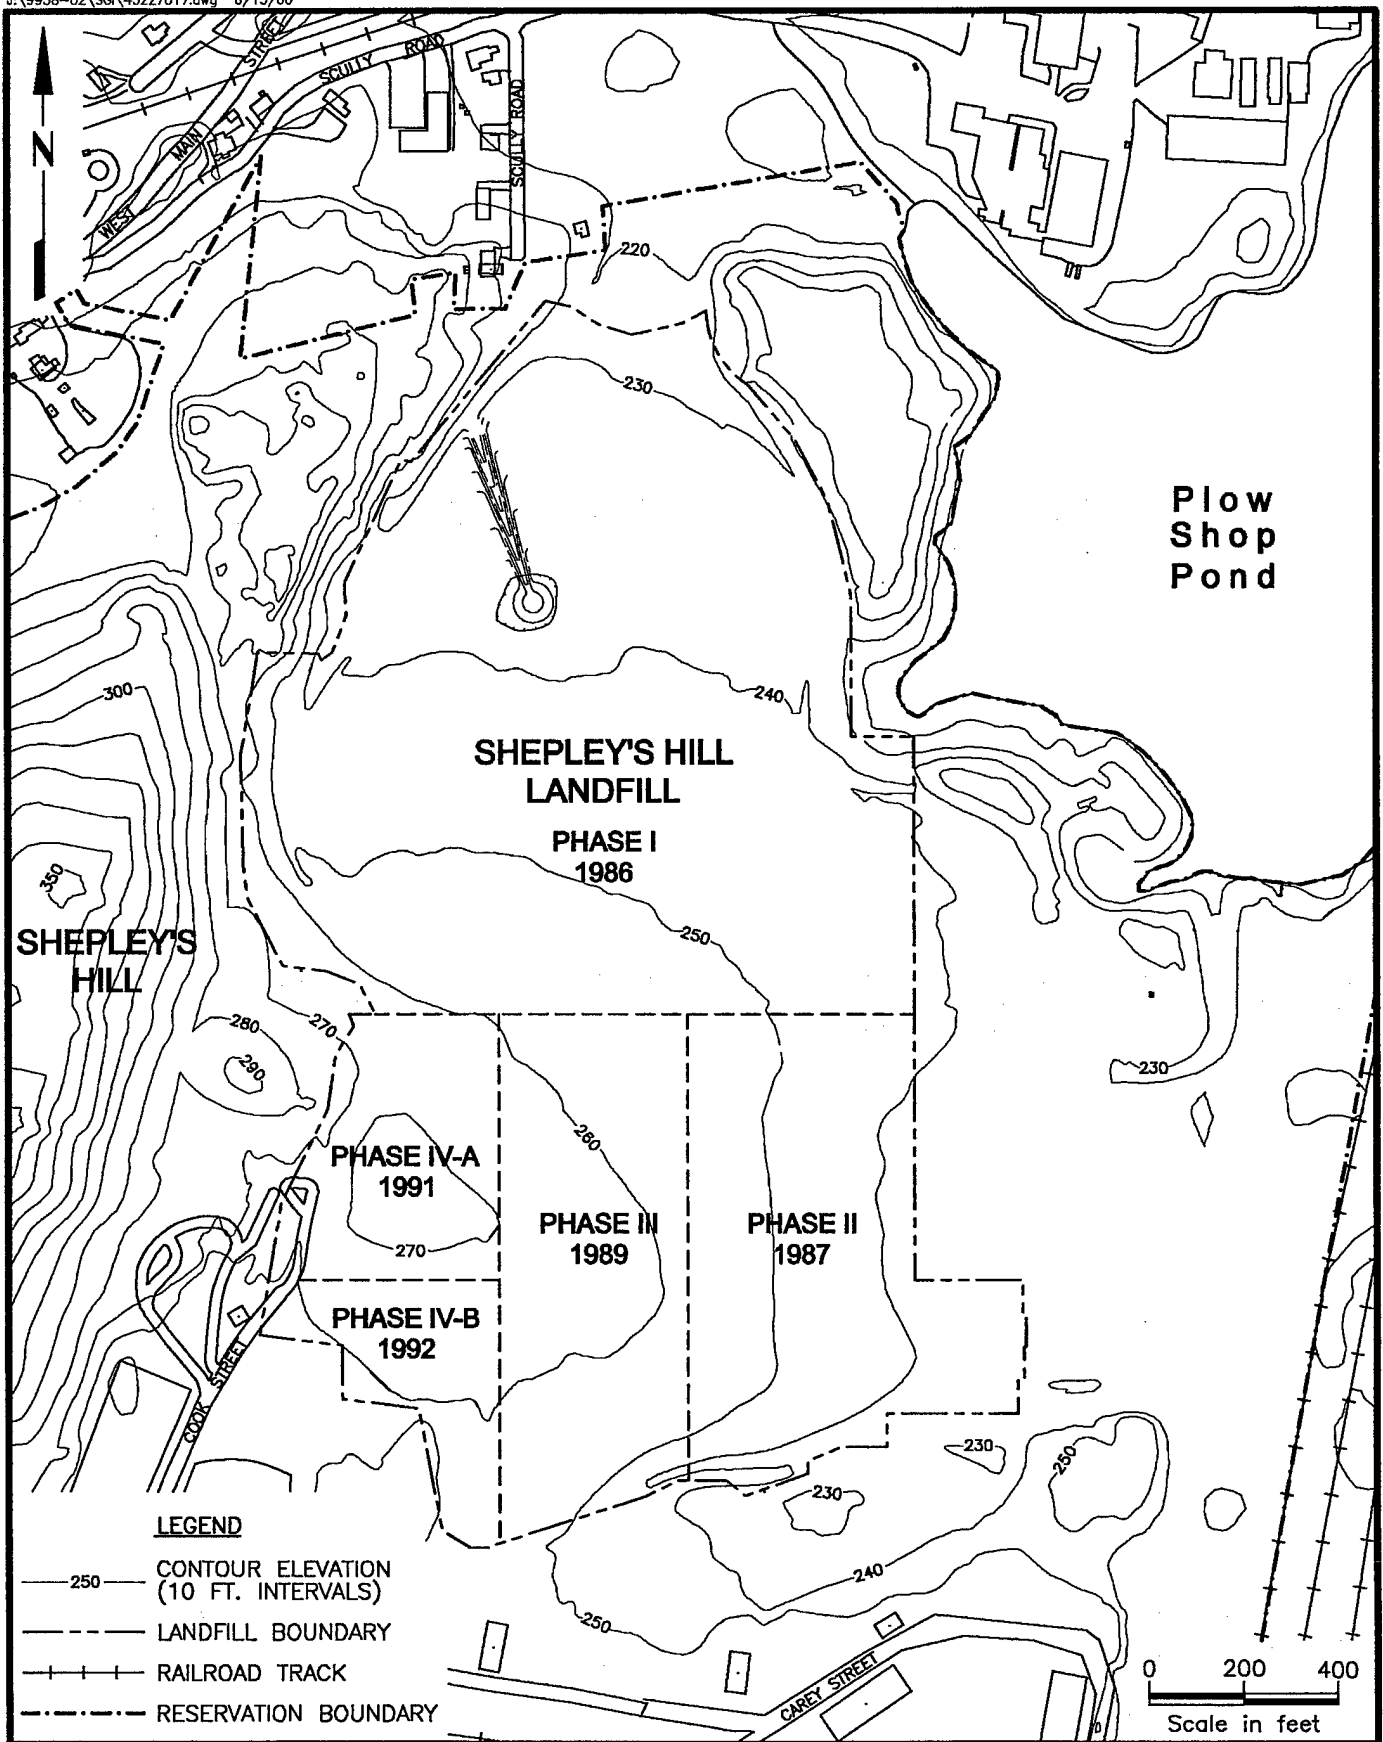 N
WEST
MAIN
STREET
SCULLY ROAD
SCULLY ROAD
220
230
Plow
Shop
Pond
300
240
SHEPLEY'S HILL
LANDFILL
PHASE I
1986
350
SHEPLEY'S
HILL
250
280
270
290
230
260
PHASE IV-A
1991
PHASE III
1989
PHASE II
1987
270
PHASE IV-B
1992
COOK STREET
230
250
230
240
250
CAREY STREET
LEGEND
250
CONTOUR ELEVATION
(10 FT. INTERVALS)
LANDFILL BOUNDARY
RAILROAD TRACK
RESERVATION BOUNDARY
0 200 400
Scale in feet